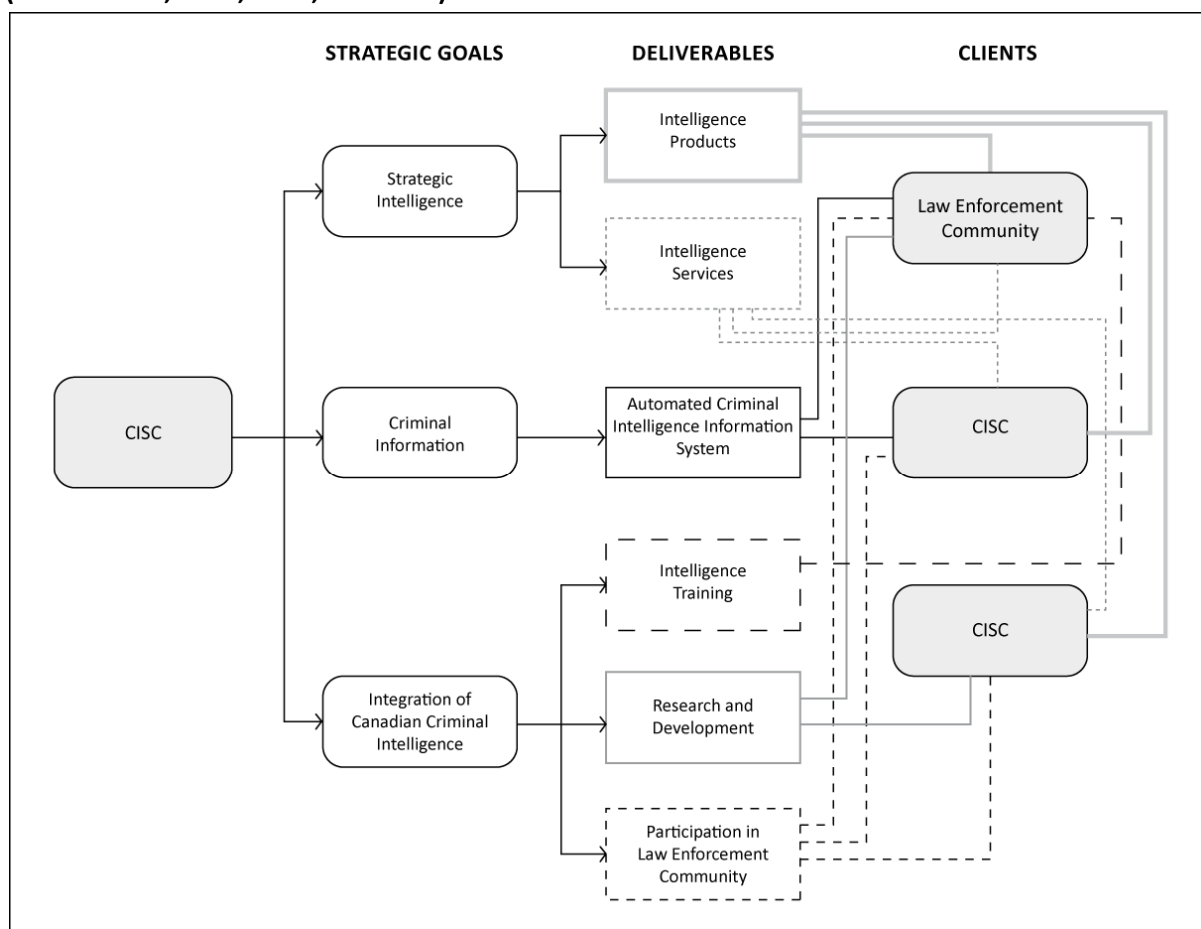 STRATEGIC GOALS
DELIVERABLES
CLIENTS
Intelligence
Products
Strategic
Intelligence
Law Enforcement
Community
Intelligence
Services
CISC
Criminal
Information
Automated Criminal
Intelligence Information
System
CISC
Intelligence
Training
CISC
Integration of
Canadian Criminal
Intelligence
Research and
Development
Participation in
Law Enforcement
Community